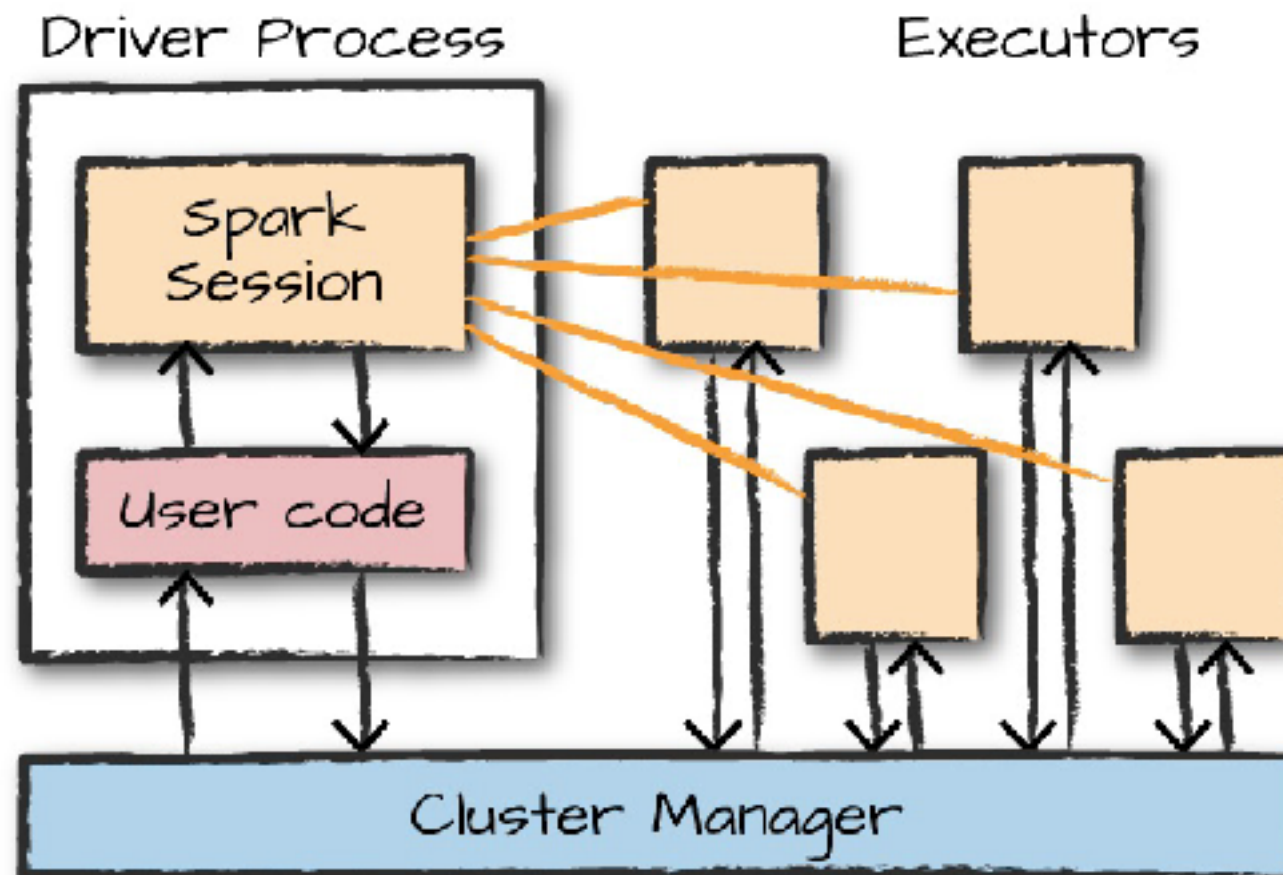 Driver Process
Executors
Spark
Session
User code
Cluster Manager